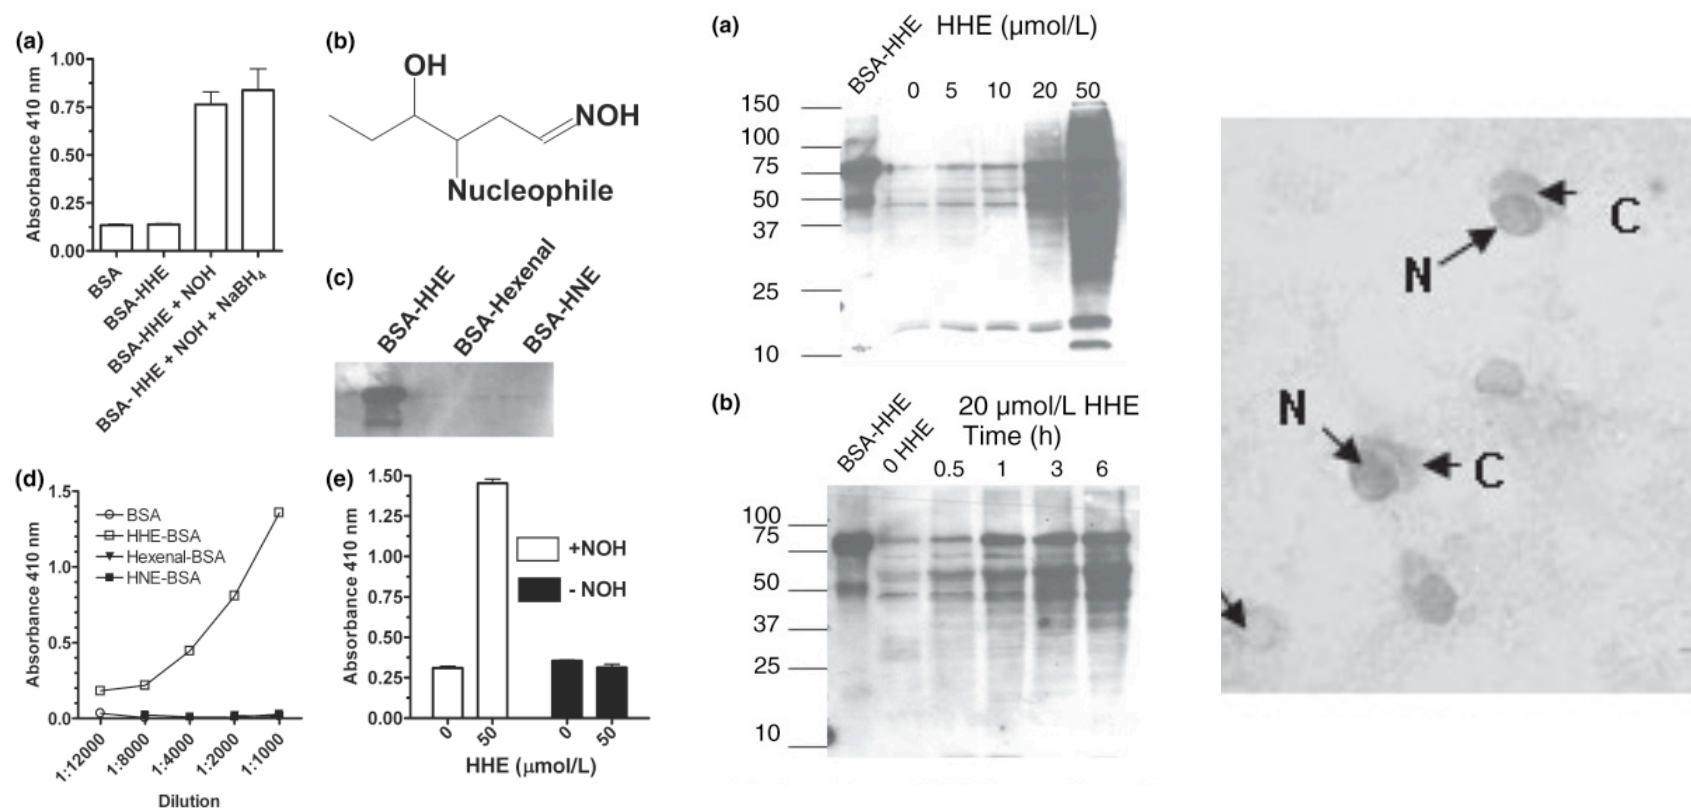 (a)
Absorbance 410 nm
1.00
0.75
0.50
0.25
0.00
BSA
BSA-HHE
BSA-HHE + NOH
BSA- HHE + NOH + NaBH4
(b)
OH
NOH
Nucleophile
(c)
BSA-HHE
BSA-Hexenal
BSA-HNE
(d)
Absorbance 410 nm
1.5
1.0
0.5
0.0
BSA
HHE-BSA
Hexenal-BSA
HNE-BSA
1:12000
1:8000
1:4000
1:2000
1:1000
Dilution
(e)
Absorbance 410 nm
1.50
1.25
1.00
0.75
0.50
0.25
0.00
+NOH
- NOH
0
50
0
50
HHE (μmol/L)
(a)
BSA-HHE
HHE (μmol/L)
0 5 10 20 50
150
100
75
50
37
25
10
(b)
BSA-HHE
0 HHE
20 μmol/L HHE
Time (h)
0.5 1 3 6
100
75
50
37
25
10
C
N
N
C